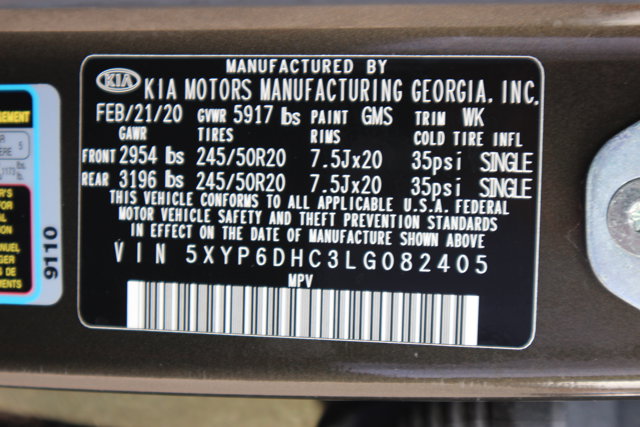 MANUFACTURED BY
KIA KIA MOTORS MANUFACTURING GEORGIA, INC.
FEB/21/20 GVWR 5917 lbs PAINT GMS TRIM WK
GAWR TIRES RIMS COLD TIRE INFL
FRONT 2954 lbs 245/50R20 7.5Jx20 35psi SINGLE
REAR 3196 lbs 245/50R20 7.5Jx20 35psi SINGLE
THIS VEHICLE CONFORMS TO ALL APPLICABLE U.S.A. FEDERAL
MOTOR VEHICLE SAFETY AND THEFT PREVENTION STANDARDS
IN EFFECT ON THE DATE OF MANUFACTURE SHOWN ABOVE
VIN 5XYP6DHC3LG082405
MPV
9110